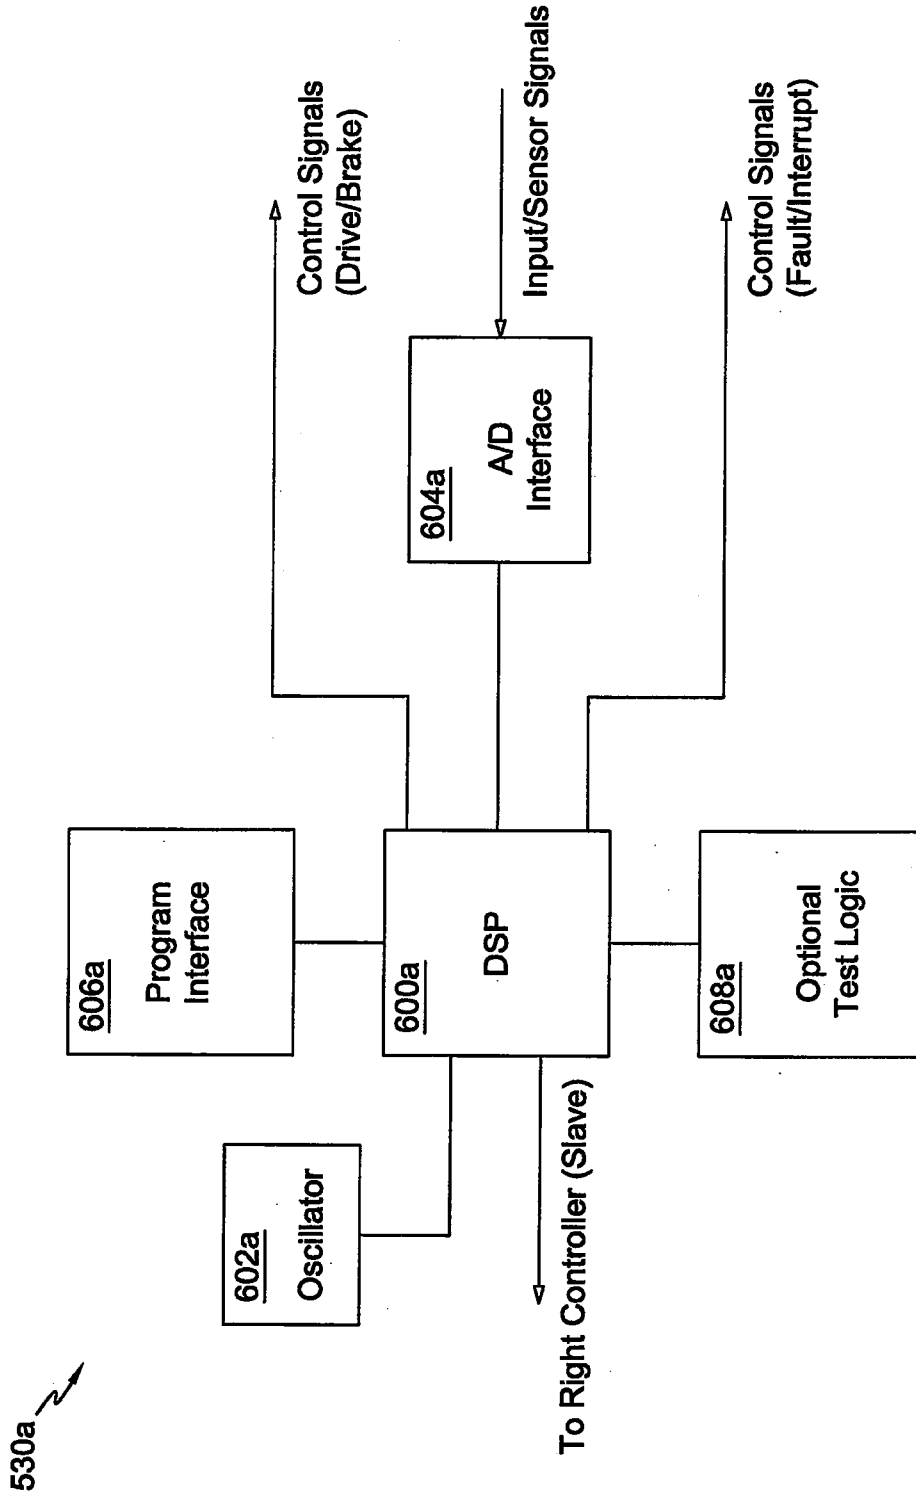 530a
606a
Program
Interface
Control Signals
(Drive/Brake)
602a
Oscillator
600a
DSP
604a
A/D
Interface
Input/Sensor Signals
To Right Controller (Slave)
608a
Optional
Test Logic
Control Signals
(Fault/Interrupt)